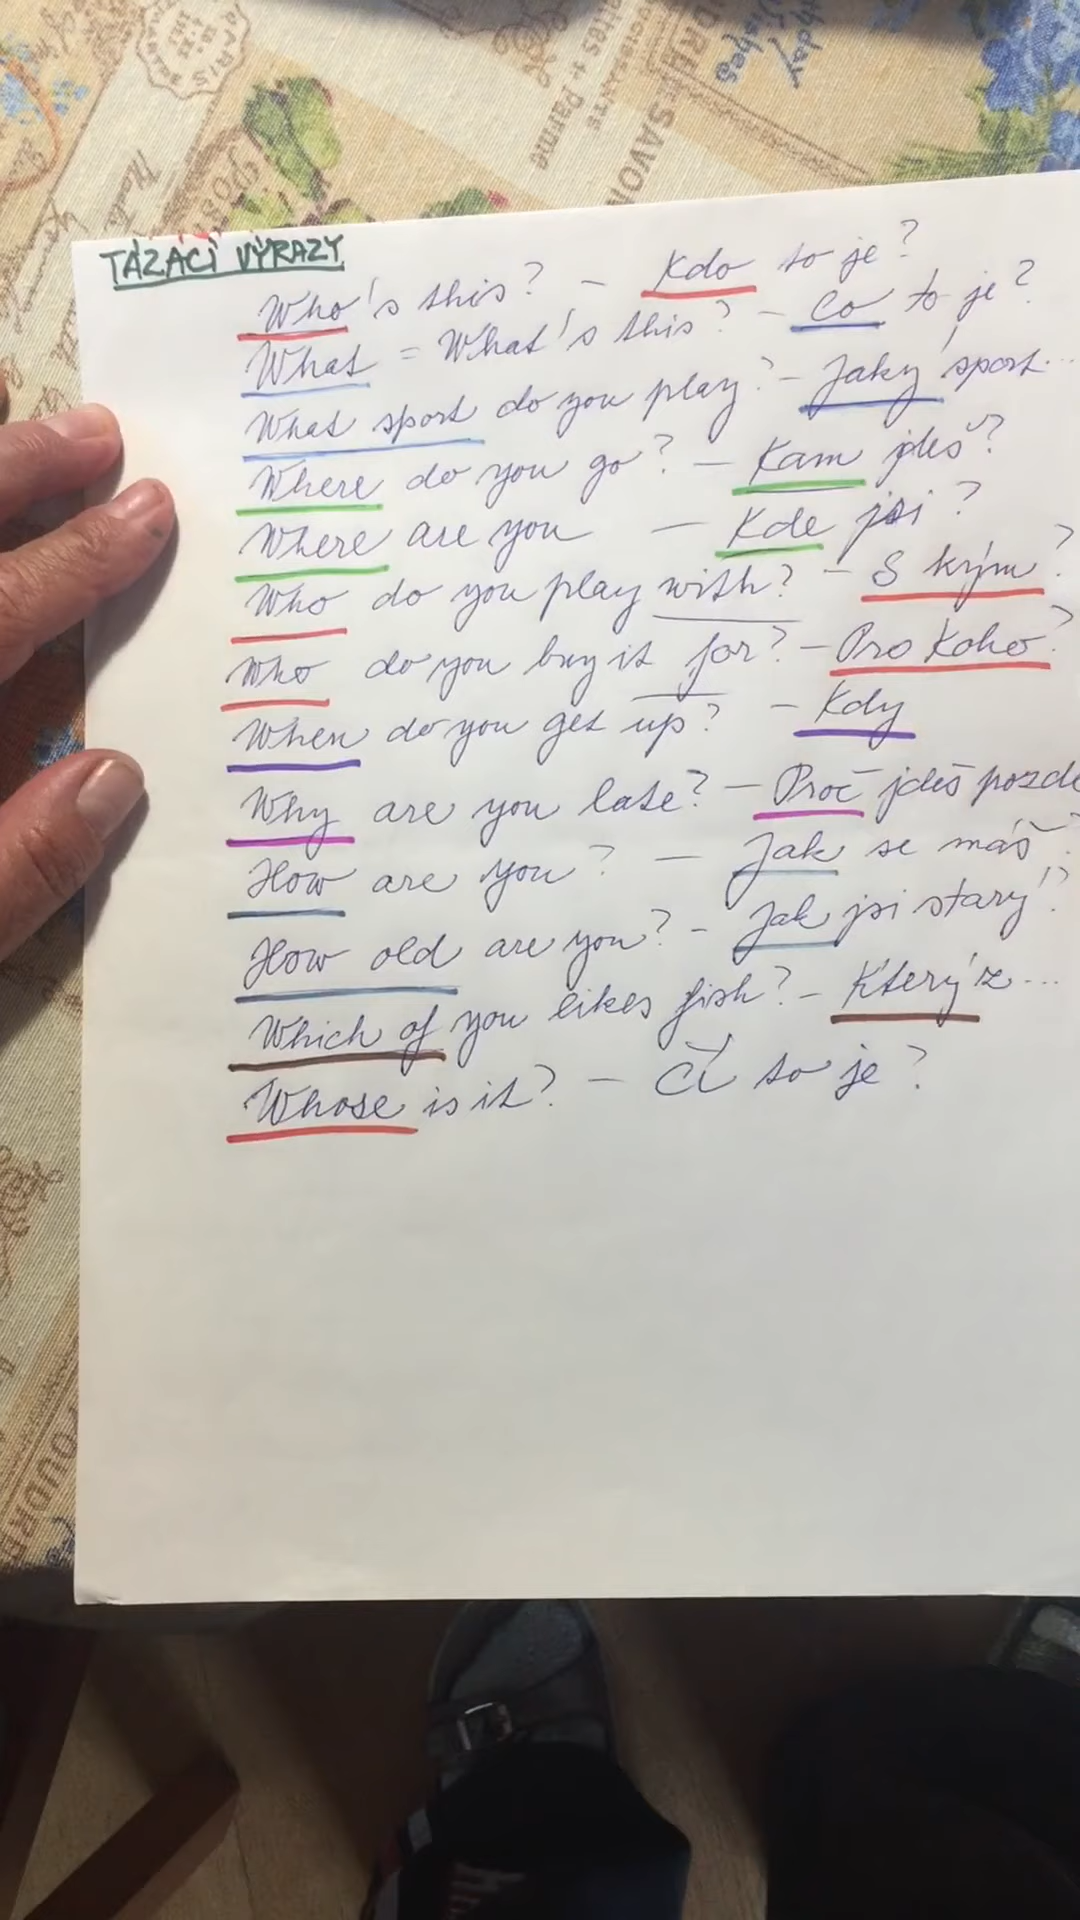 TÁZACÍ VÝRAZY
Who's this? – Kdo to je?
What = What's this? – Co to je?
What sport do you play? – Jaký sport...
Where do you go? – Kam jdeš?
Where are you – Kde jsi?
Who do you play with? – S kým?
Who do you buy it for? – Pro koho?
When do you get up? – Kdy
Why are you late? – Proč jdeš pozdě
How are you? – Jak se máš?
How old are you? – Jak jsi starý?
Which of you likes fish? – Který z...
Whose is it? – Čí to je?
PARIS
SAVON
Parme
OUDRE